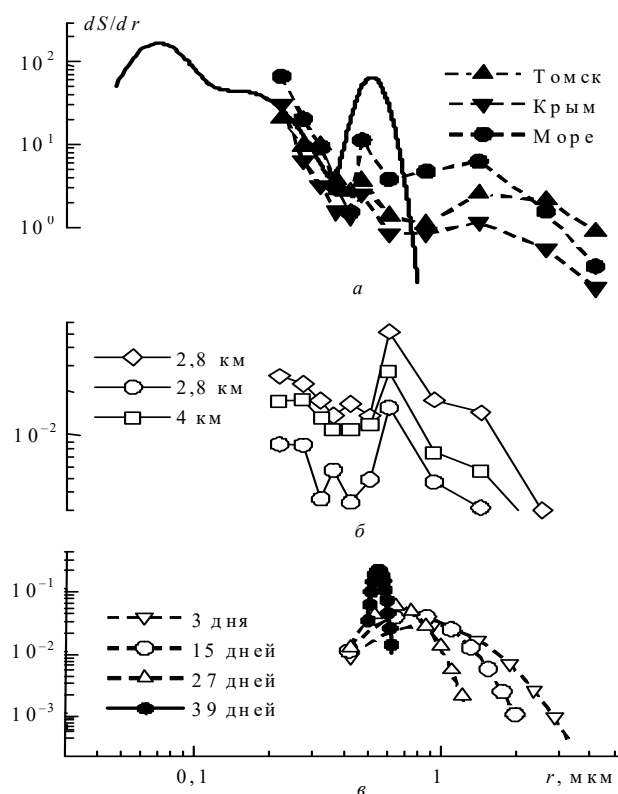 dS/dr
10²
10¹
10⁰
Томск
Крым
Море
а
2,8 км
2,8 км
4 км
10⁻²
б
10⁻¹
10⁻²
10⁻³
3 дня
15 дней
27 дней
39 дней
0,1
1
r, мкм
в